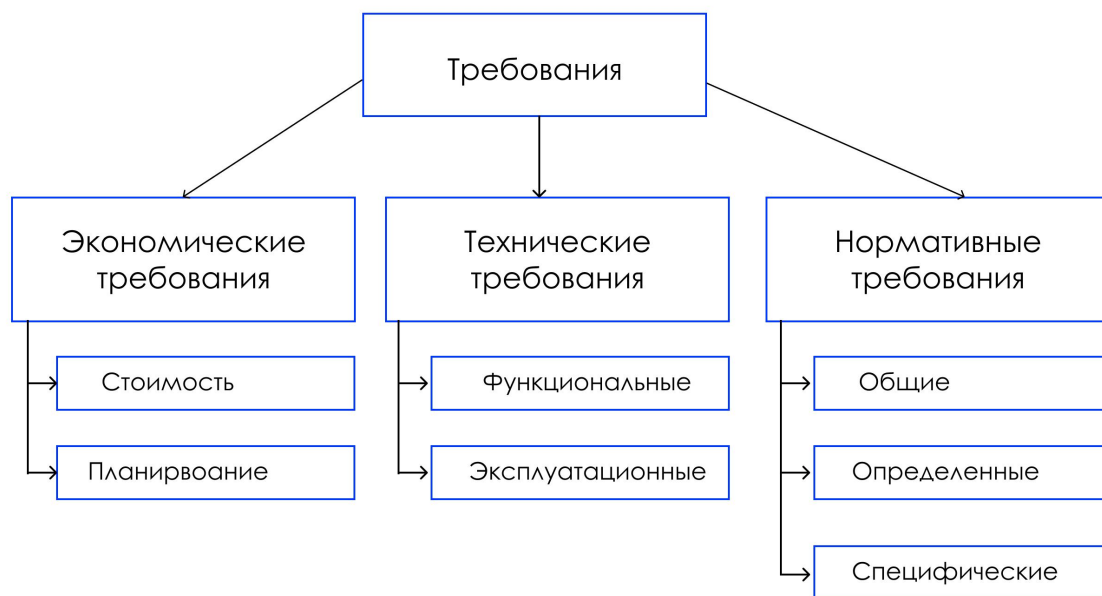 Требования
Экономические
требования
Технические
требования
Нормативные
требования
Стоимость
Функциональные
Общие
Планирвоание
Эксплуатационные
Определенные
Специфические